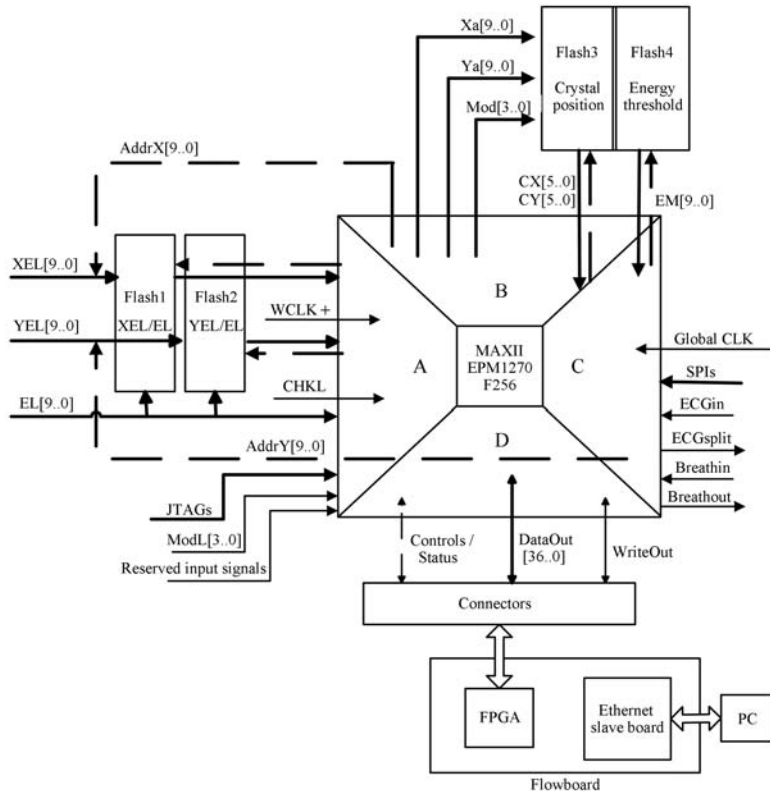 Xa[9..0]
Ya[9..0]
Mod[3..0]
Flash3
Crystal
position
Flash4
Energy
threshold
AddrX[9..0]
CX[5..0]
CY[5..0]
EM[9..0]
XEL[9..0]
YEL[9..0]
EL[9..0]
Flash1
XEL/EL
Flash2
YEL/EL
WCLK+
CHKL
A
B
C
D
MAXII
EPM1270
F256
Global CLK
SPIs
ECGin
ECGsplit
Breathin
Breathout
AddrY[9..0]
JTAGs
ModL[3..0]
Reserved input signals
Controls /
Status
DataOut
[36..0]
WriteOut
Connectors
FPGA
Ethernet
slave board
PC
Flowboard